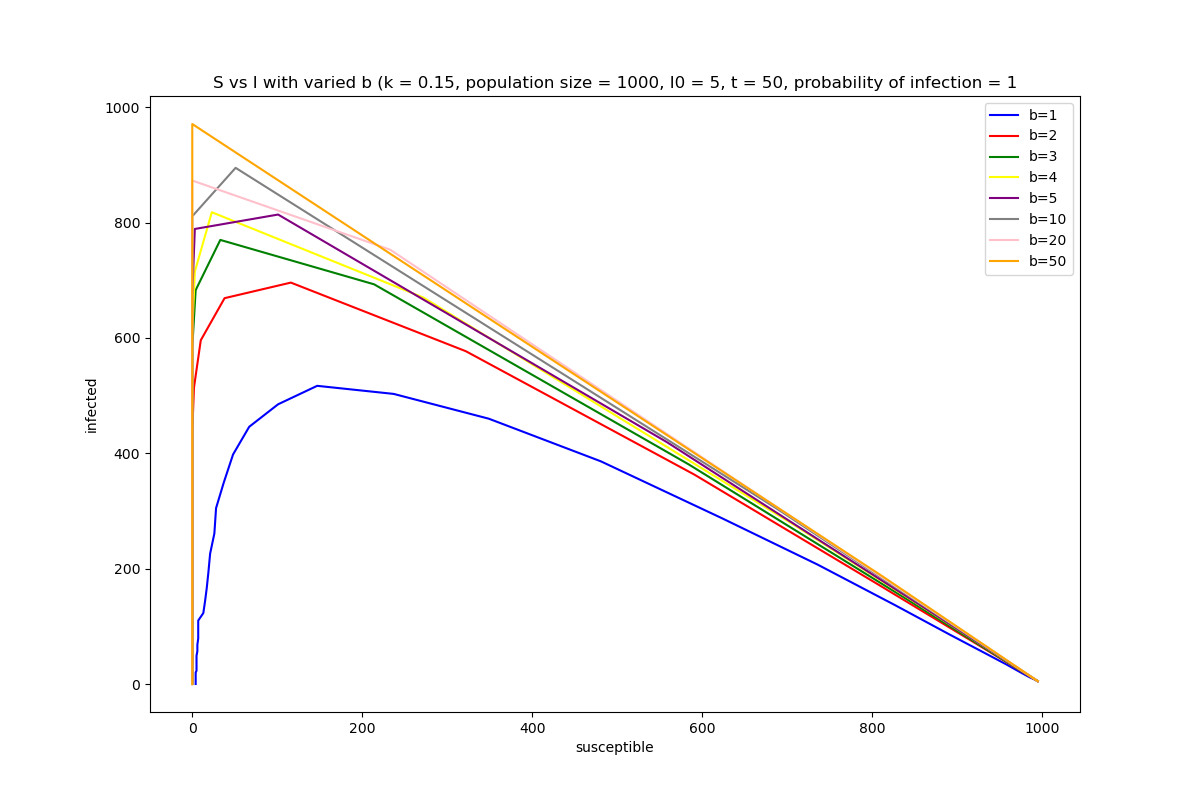 S vs I with varied b (k = 0.15, population size = 1000, I0 = 5, t = 50, probability of infection = 1
1000
800
600
400
200
0
infected
0 200 400 600 800 1000
susceptible
b=1
b=2
b=3
b=4
b=5
b=10
b=20
b=50